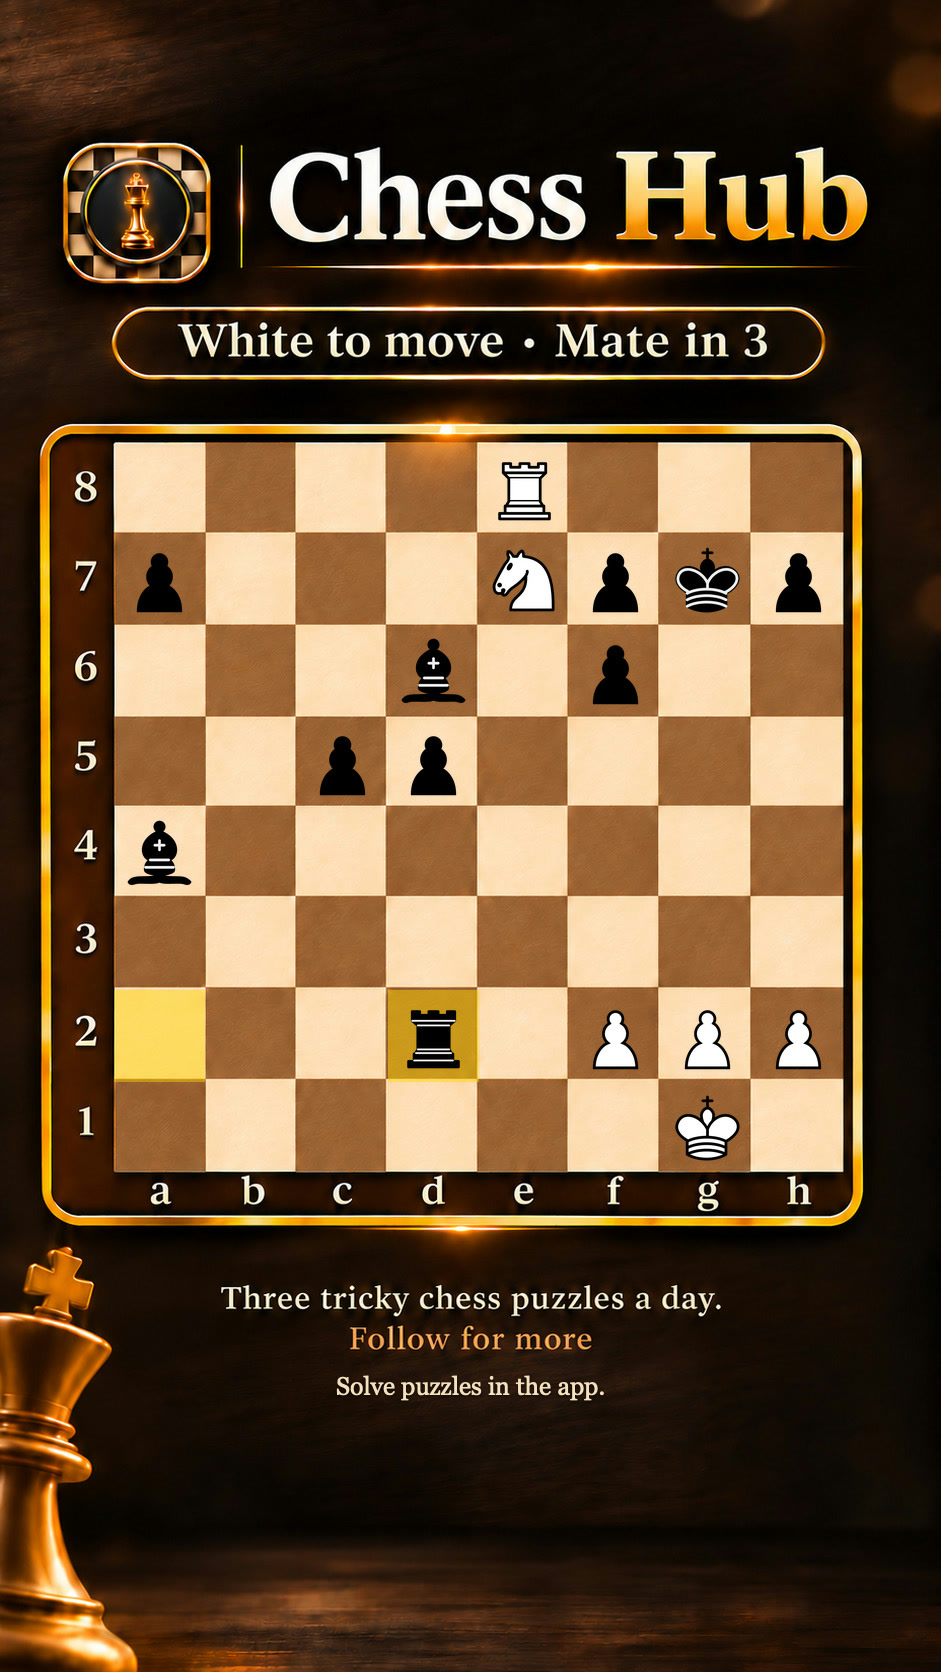 Chess Hub
White to move • Mate in 3
8
7
6
5
4
3
2
1
a b c d e f g h
Three tricky chess puzzles a day.
Follow for more
Solve puzzles in the app.